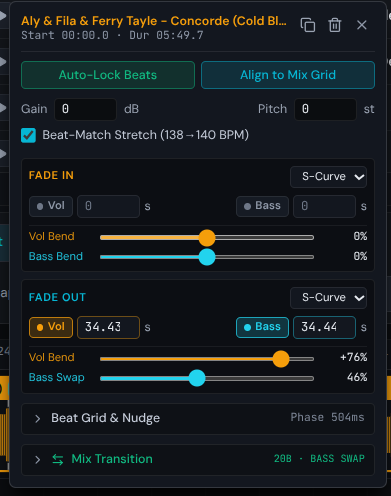 Aly & Fila & Ferry Tayle - Concorde (Cold Bl...
Start 00:00.0 · Dur 05:49.7
Auto-Lock Beats
Align to Mix Grid
Gain 0 dB
Pitch 0 st
Beat-Match Stretch (138→140 BPM)
FADE IN
S-Curve
Vol 0 s
Bass 0 s
Vol Bend 0%
Bass Bend 0%
FADE OUT
S-Curve
Vol 34.43 s
Bass 34.44 s
Vol Bend +76%
Bass Swap 46%
Beat Grid & Nudge Phase 504ms
Mix Transition 20B · BASS SWAP